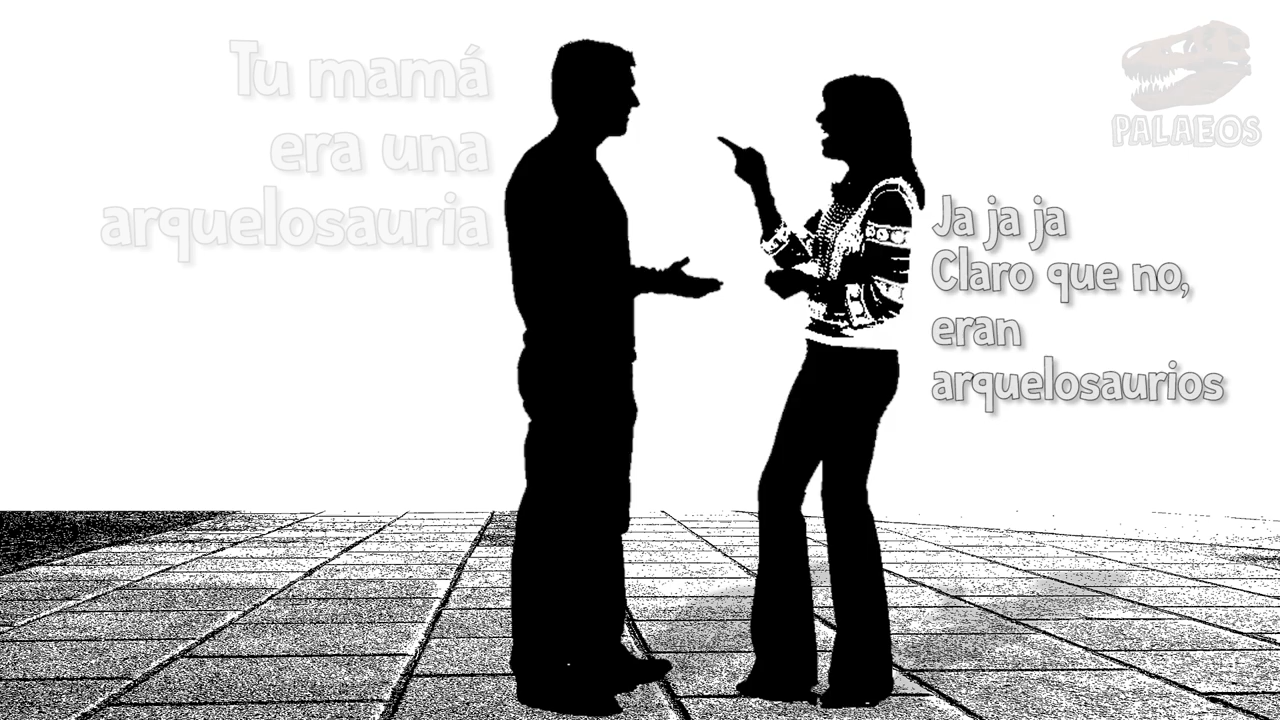 Tu mamá
era una
arquelosauria
PALAEOS
Ja ja ja
Claro que no,
eran
arquelosaurios